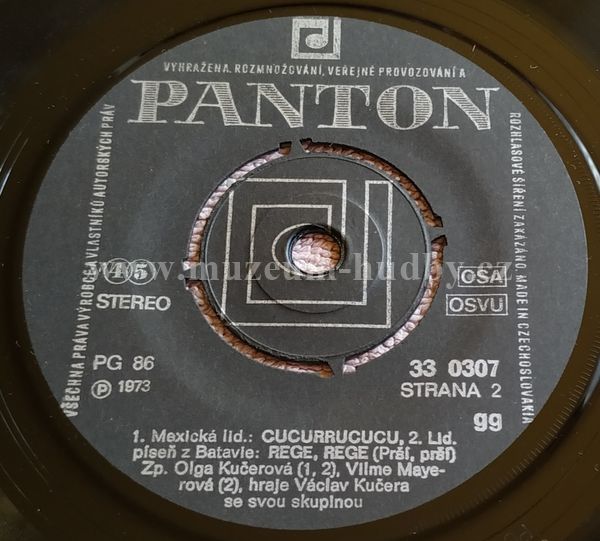 VYHRAŽENA. ROZMNOŽOVÁNÍ, VEŘEJNÉ PROVOZOVÁNÍ A
PANTON
VŠECHNA PRÁVA VÝROBCE A VLASTNÍKŮ AUTORSKÝCH PRÁV
ROZHLASOVÉ ŠÍŘENÍ ZAKÁZÁNO. MADE IN CZECHOSLOVAKIA
www.muzeum-hudby.cz
45
STEREO
OSA
OSVU
PG 86
Ⓟ 1973
33 0307
STRANA 2
gg
1. Mexická lid.: CUCURRUCUCU, 2. Lid.
píseň z Batavie: REGE, REGE (Prší, prší)
Zp. Olga Kučerová (1, 2), Vilme Maye-
rová (2), hraje Václav Kučera
se svou skupinou